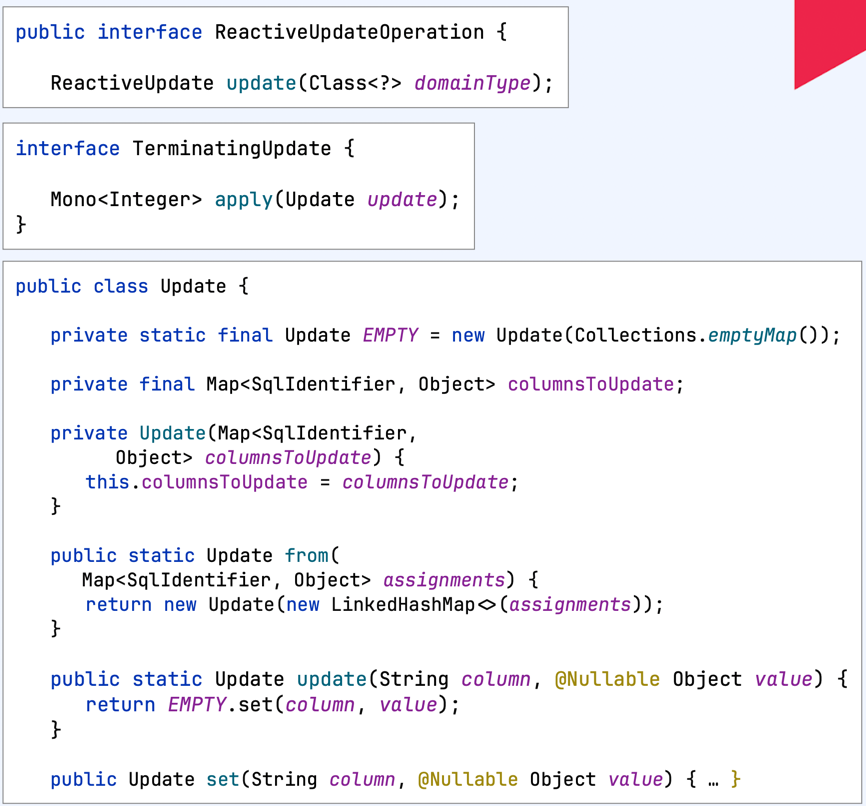 public interface ReactiveUpdateOperation {
ReactiveUpdate update(Class<?> domainType);
interface TerminatingUpdate {
Mono<Integer> apply(Update update);
}
public class Update {
private static final Update EMPTY = new Update(Collections.emptyMap());
private final Map<SqlIdentifier, Object> columnsToUpdate;
private Update(Map<SqlIdentifier,
Object> columnsToUpdate) {
this.columnsToUpdate = columnsToUpdate;
}
public static Update from(
Map<SqlIdentifier, Object> assignments) {
return new Update(new LinkedHashMap<>(assignments));
}
public static Update update(String column, @Nullable Object value) {
return EMPTY.set(column, value);
}
public Update set(String column, @Nullable Object value) { … }